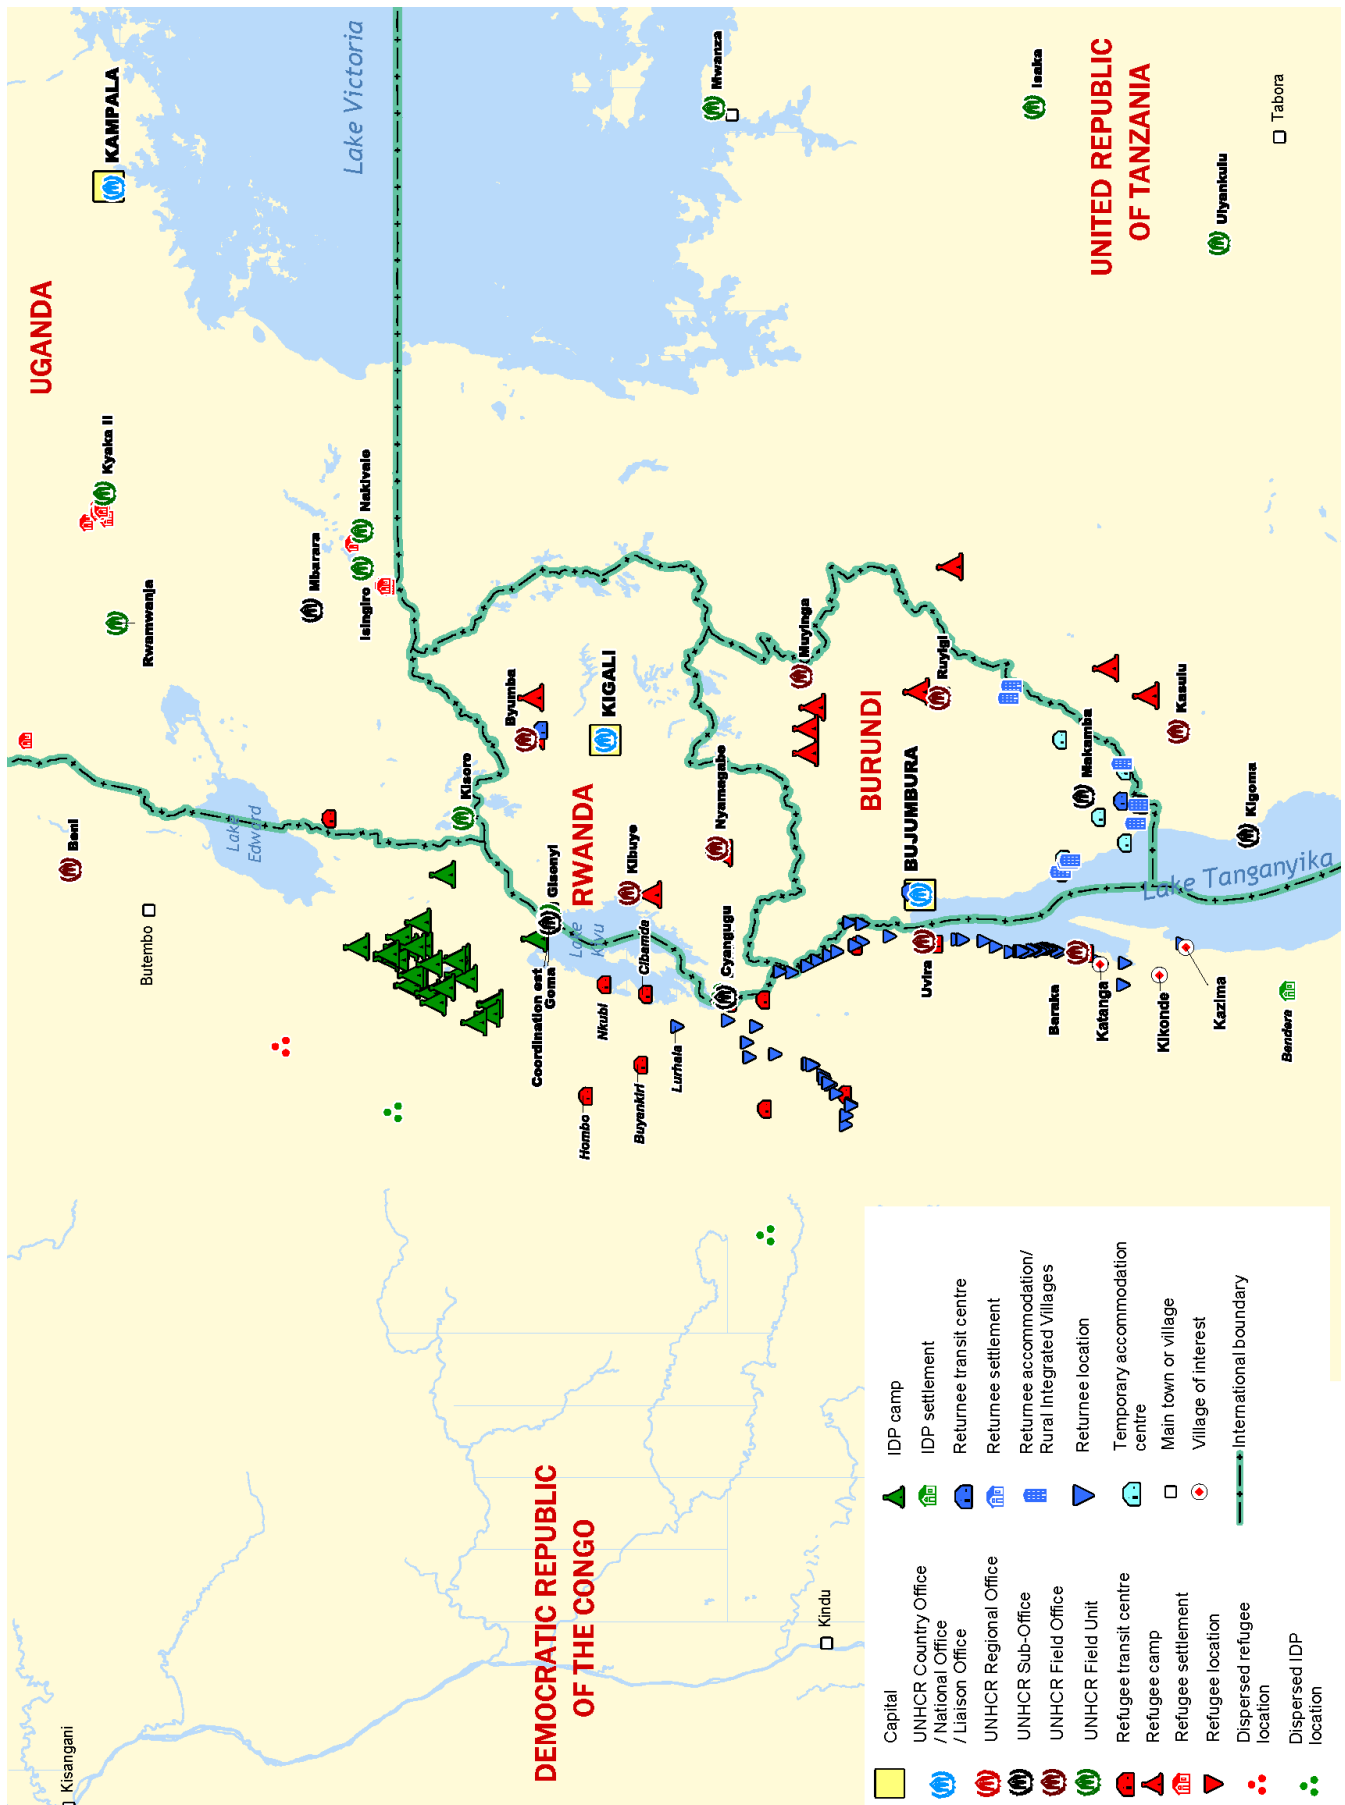 UGANDA
KAMPALA
Lake Victoria
Mwanza
Isaka
UNITED REPUBLIC
OF TANZANIA
Tabora
Ulyankulu
Kyaka II
Rwamwanja
Mbarara
Nakivale
Isingiro
Beni
Butembo
Lake
Edward
Kisoro
Byumba
KIGALI
RWANDA
Gisenyi
Kibuye
Nyamagabe
Lake
Kivu
Cibamda
Cyangugu
Coordination est
Goma
Nkubi
Hombo
Buyankiri
Lurhala
Muyinga
Ruyigi
BURUNDI
BUJUMBURA
Makamba
Kasulu
Kigoma
Lake Tanganyika
Uvira
Baraka
Katanga
Kikonde
Kazima
Bendera
DEMOCRATIC REPUBLIC
OF THE CONGO
Kisangani
Kindu
Capital
UNHCR Country Office
/ National Office
/ Liaison Office
UNHCR Regional Office
UNHCR Sub-Office
UNHCR Field Office
UNHCR Field Unit
Refugee transit centre
Refugee camp
Refugee settlement
Refugee location
Dispersed refugee
location
Dispersed IDP
location
IDP camp
IDP settlement
Returnee transit centre
Returnee settlement
Returnee accommodation/
Rural Integrated Villages
Returnee location
Temporary accommodation
centre
Main town or village
Village of interest
International boundary